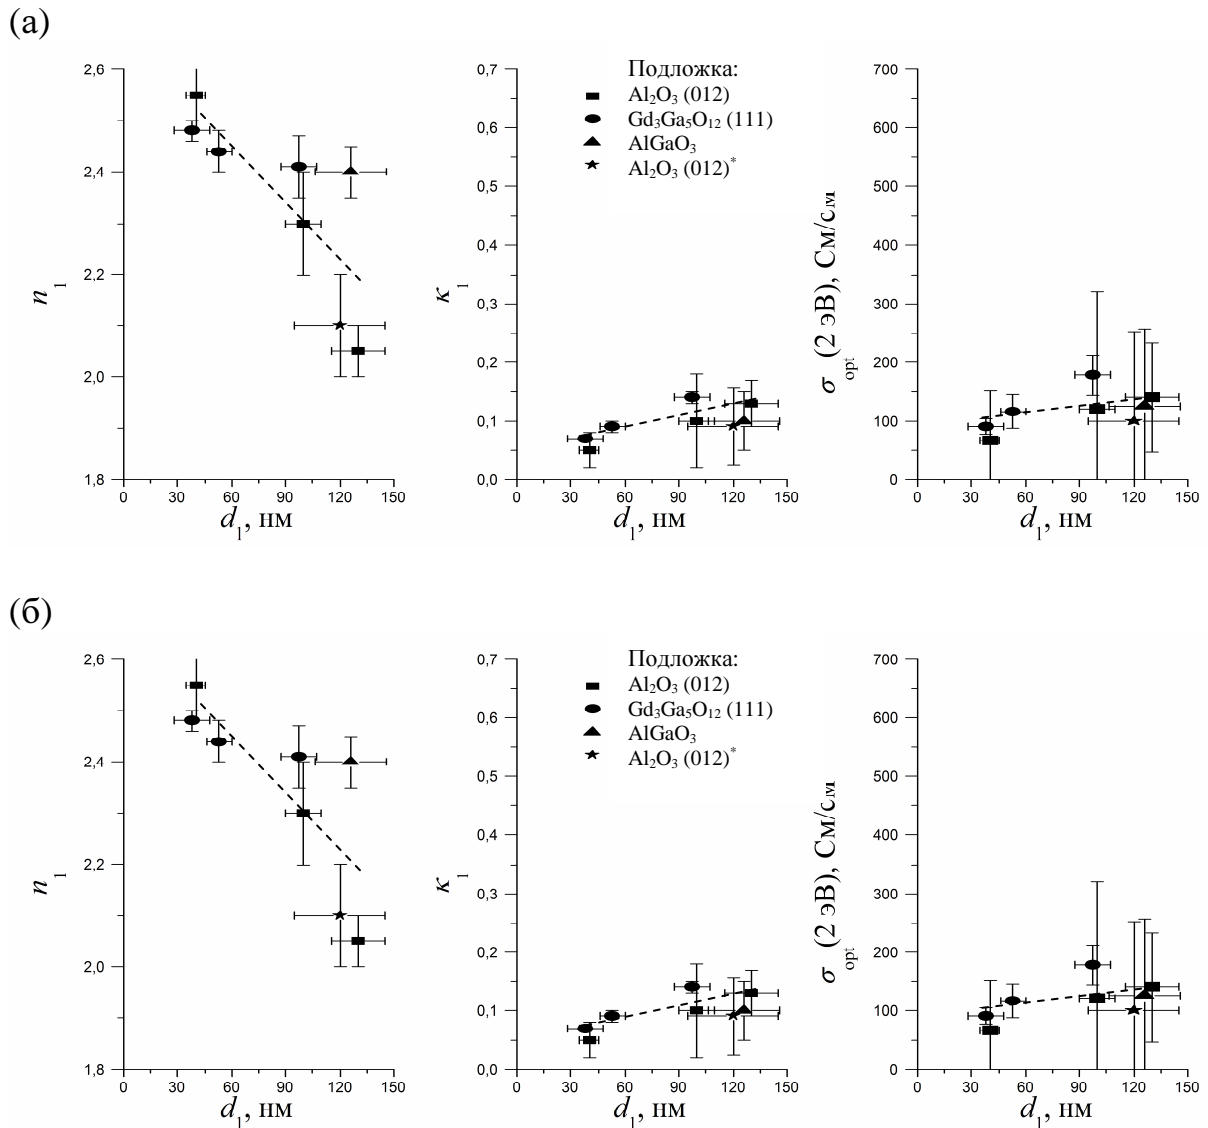 (а)
2,6
2,4
2,2
2,0
1,8
n1
0 30 60 90 120 150
d1, нм
0,7
0,6
0,5
0,4
0,3
0,2
0,1
0,0
κ1
0 30 60 90 120 150
d1, нм
Подложка:
Al2O3 (012)
Gd3Ga5O12 (111)
AlGaO3
Al2O3 (012)*
700
600
500
400
300
200
100
0
σopt (2 эВ), См/см
0 30 60 90 120 150
d1, нм
(б)
2,6
2,4
2,2
2,0
1,8
n1
0 30 60 90 120 150
d1, нм
0,7
0,6
0,5
0,4
0,3
0,2
0,1
0,0
κ1
0 30 60 90 120 150
d1, нм
Подложка:
Al2O3 (012)
Gd3Ga5O12 (111)
AlGaO3
Al2O3 (012)*
700
600
500
400
300
200
100
0
σopt (2 эВ), См/см
0 30 60 90 120 150
d1, нм